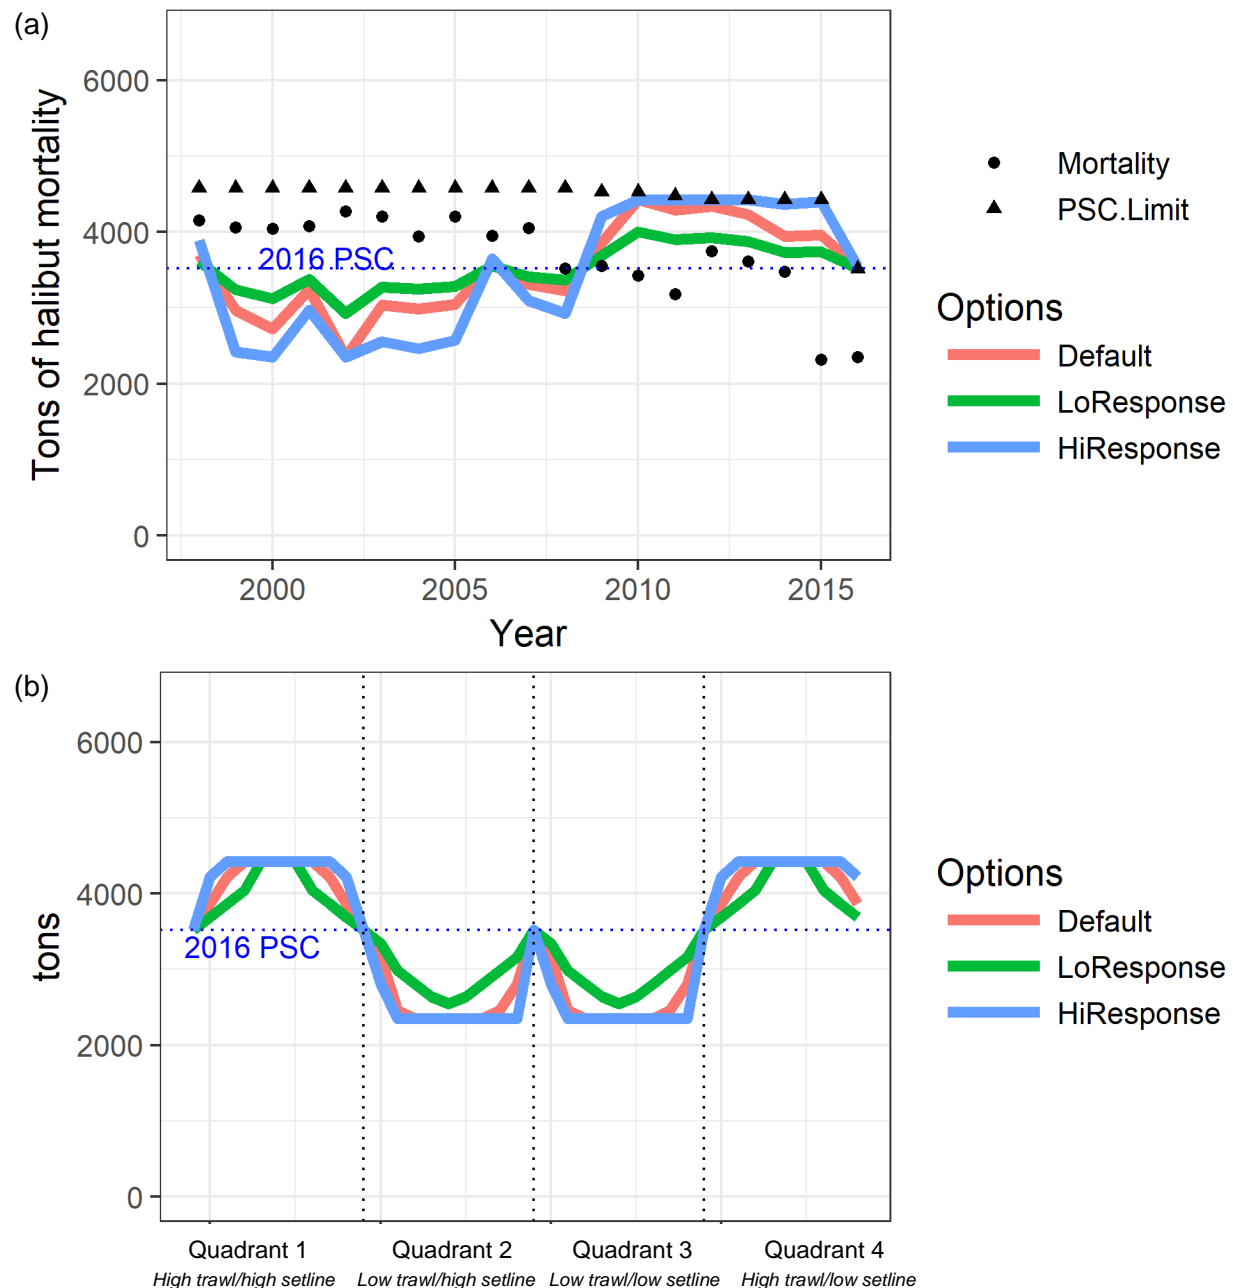 (a)
6000
4000
2000
0
Tons of halibut mortality
2016 PSC
2000 2005 2010 2015
Year
Mortality
PSC.Limit
Options
Default
LoResponse
HiResponse
(b)
6000
4000
2000
0
tons
2016 PSC
Options
Default
LoResponse
HiResponse
Quadrant 1 Quadrant 2 Quadrant 3 Quadrant 4
High trawl/high setline Low trawl/high setline Low trawl/low setline High trawl/low setline